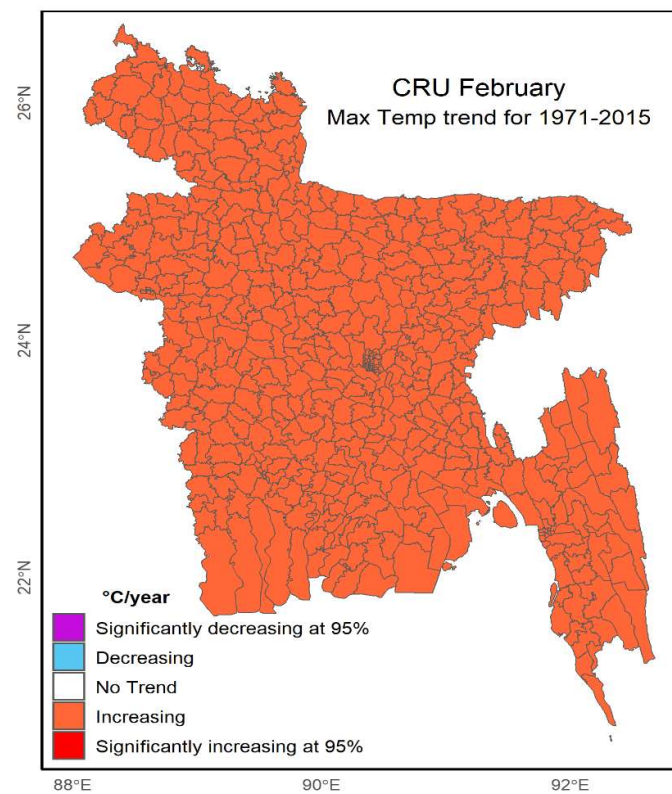 CRU February
Max Temp trend for 1971-2015
26°N
24°N
22°N
°C/year
Significantly decreasing at 95%
Decreasing
No Trend
Increasing
Significantly increasing at 95%
88°E
90°E
92°E